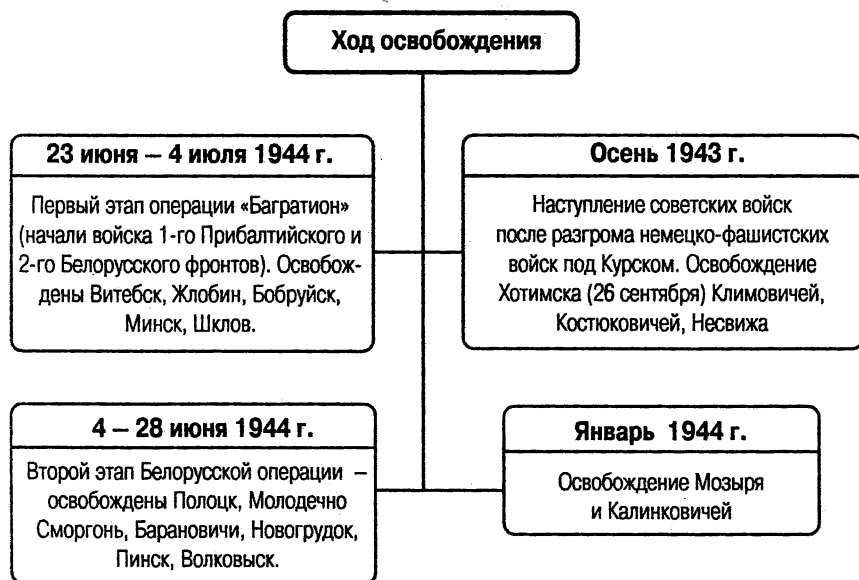 Ход освобождения
23 июня – 4 июля 1944 г.
Первый этап операции «Багратион»
(начали войска 1-го Прибалтийского и
2-го Белорусского фронтов). Освобож-
дены Витебск, Жлобин, Бобруйск,
Минск, Шклов.
Осень 1943 г.
Наступление советских войск
после разгрома немецко-фашистских
войск под Курском. Освобождение
Хотимска (26 сентября) Климовичей,
Костюковичей, Несвижа
4 – 28 июня 1944 г.
Второй этап Белорусской операции –
освобождены Полоцк, Молодечно
Сморгонь, Барановичи, Новогрудок,
Пинск, Волковыск.
Январь 1944 г.
Освобождение Мозыря
и Калинковичей